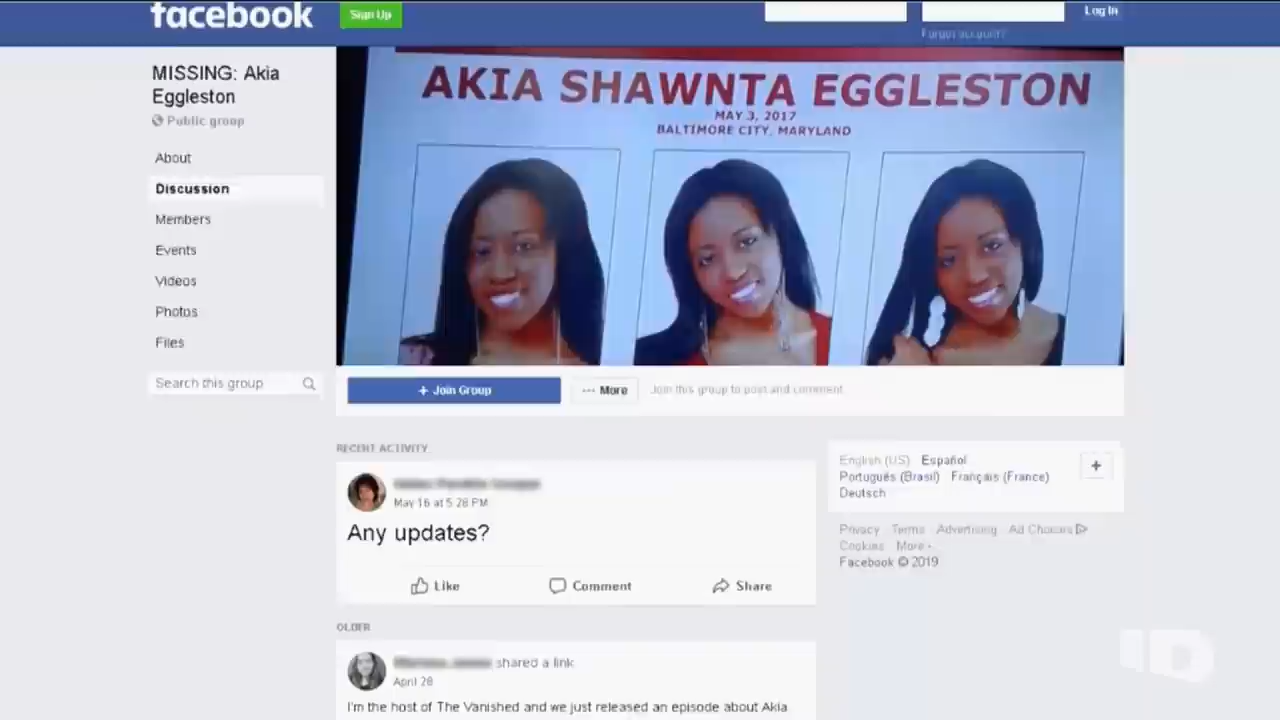 facebook
Sign Up
Log In
Forgot account?
MISSING: Akia
Eggleston
Public group
About
Discussion
Members
Events
Videos
Photos
Files
Search this group
AKIA SHAWNTA EGGLESTON
MAY 3, 2017
BALTIMORE CITY, MARYLAND
+ Join Group
··· More
Join this group to post and comment
RECENT ACTIVITY
May 16 at 5:28 PM
Any updates?
Like
Comment
Share
OLDER
shared a link
April 28
I'm the host of The Vanished and we just released an episode about Akia
English (US) Español
Português (Brasil) Français (France)
Deutsch
+
Privacy Terms Advertising Ad Choices
Cookies More
Facebook © 2019
ID